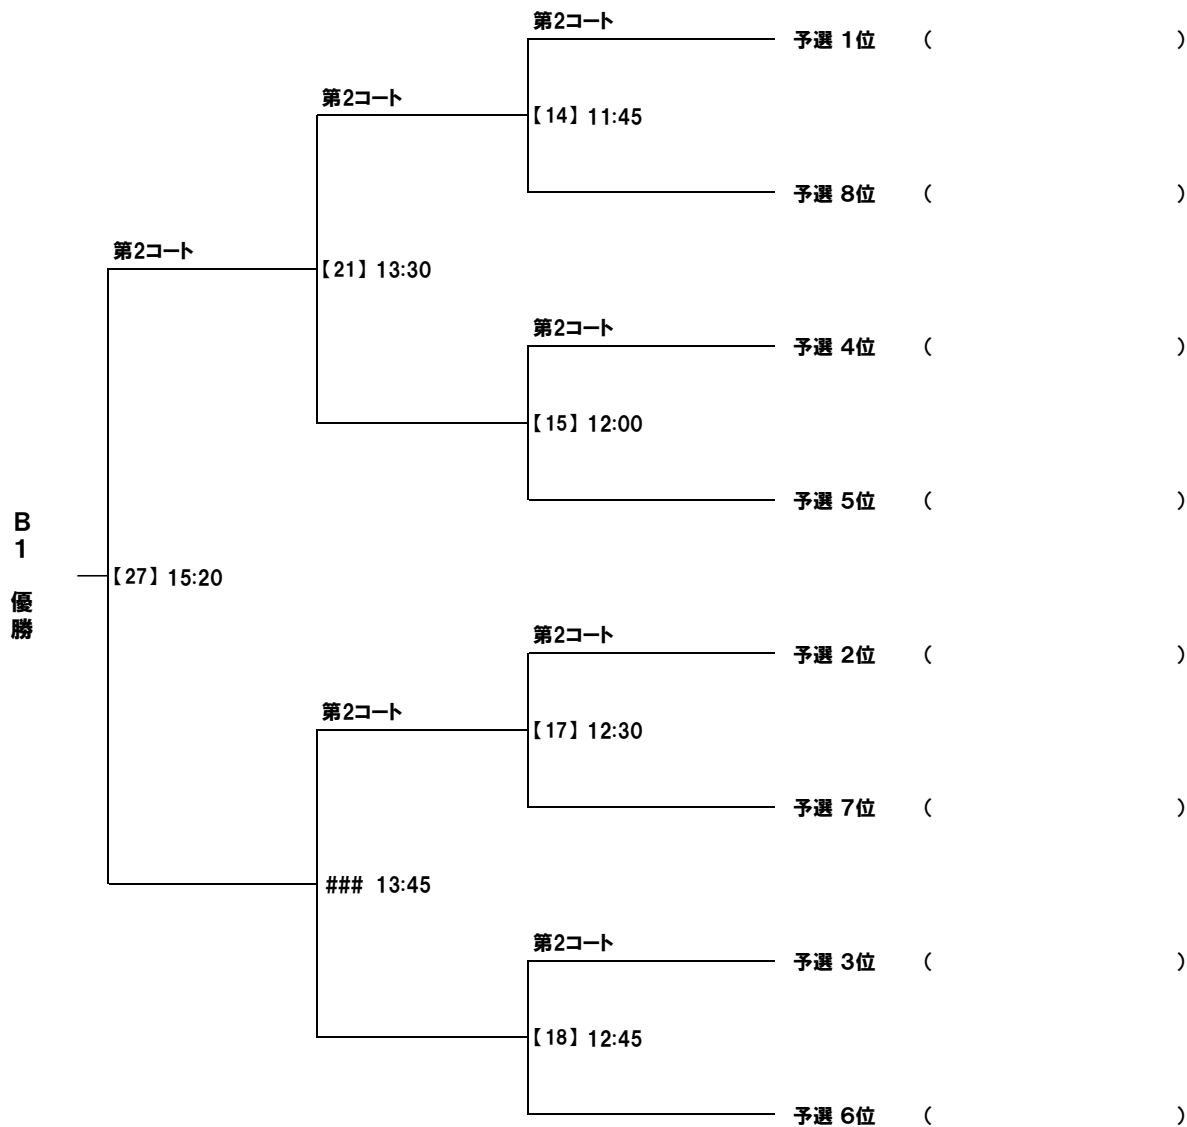 第2コート
予選 1位 ( )
第2コート
【14】 11:45
予選 8位 ( )
第2コート
【21】 13:30
第2コート
予選 4位 ( )
【15】 12:00
予選 5位 ( )
B1 優勝
【27】 15:20
第2コート
予選 2位 ( )
第2コート
【17】 12:30
予選 7位 ( )
### 13:45
第2コート
予選 3位 ( )
【18】 12:45
予選 6位 ( )